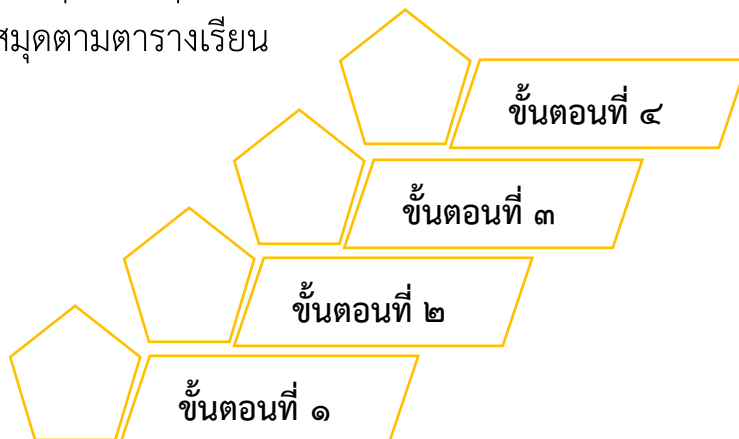 สมุดตามตารางเรียน
ขั้นตอนที่ ๔
ขั้นตอนที่ ๓
ขั้นตอนที่ ๒
ขั้นตอนที่ ๑